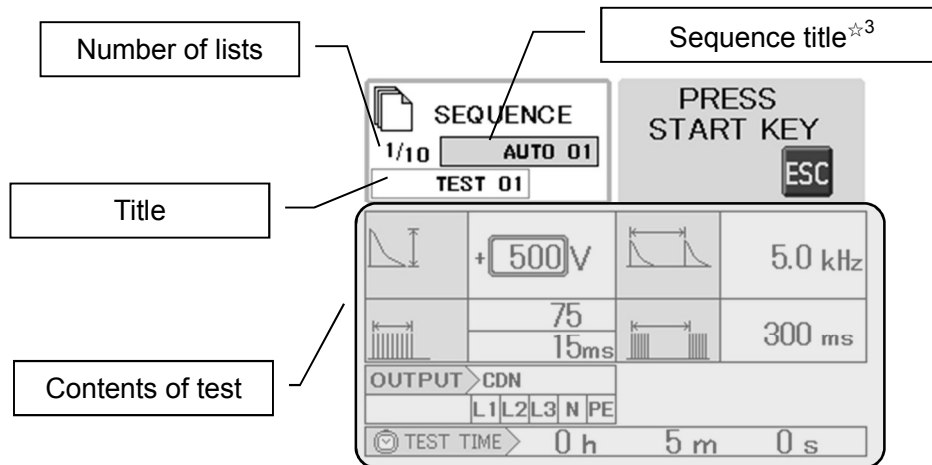 Number of lists
Sequence title☆3
SEQUENCE
1/10 AUTO 01
TEST 01
PRESS
START KEY
ESC
Title
+ 500 V
5.0 kHz
75
15ms
300 ms
Contents of test
OUTPUT CDN
L1 L2 L3 N PE
TEST TIME 0 h 5 m 0 s